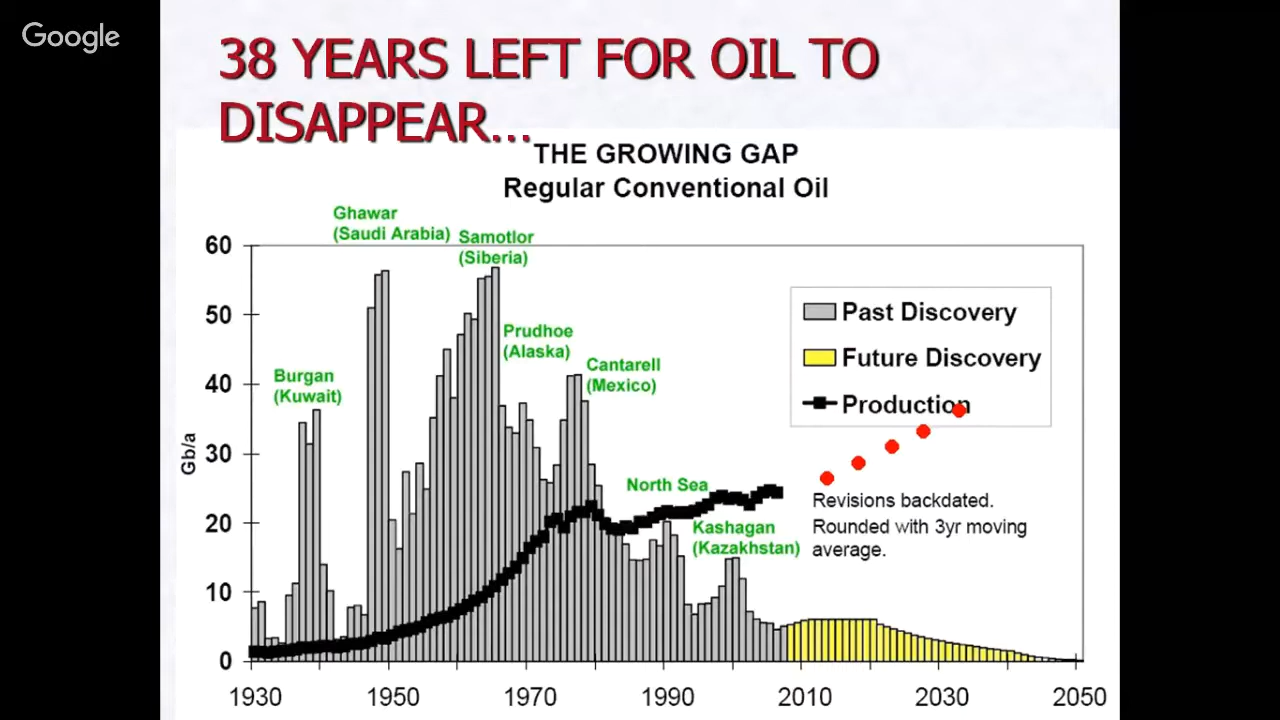 Google
38 YEARS LEFT FOR OIL TO
DISAPPEAR...
THE GROWING GAP
Regular Conventional Oil
Ghawar
(Saudi Arabia)
Samotlor
(Siberia)
Prudhoe
(Alaska)
Cantarell
(Mexico)
Burgan
(Kuwait)
North Sea
Kashagan
(Kazakhstan)
Past Discovery
Future Discovery
Production
Revisions backdated.
Rounded with 3yr moving
average.
Gb/a
60
50
40
30
20
10
0
1930 1950 1970 1990 2010 2030 2050